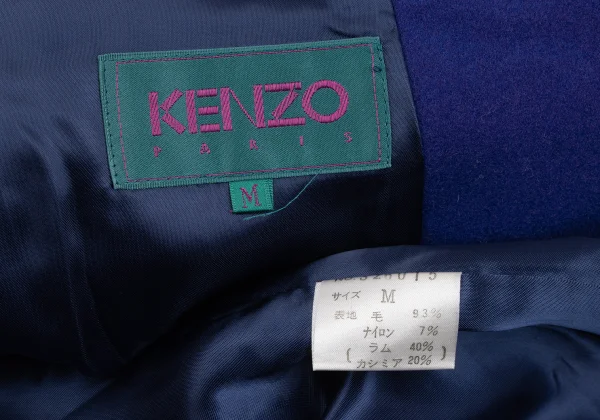 KENZO
PARIS
M
サイズ M
表地 毛 93%
ナイロン 7%
( ラム 40%
カシミア 20% )